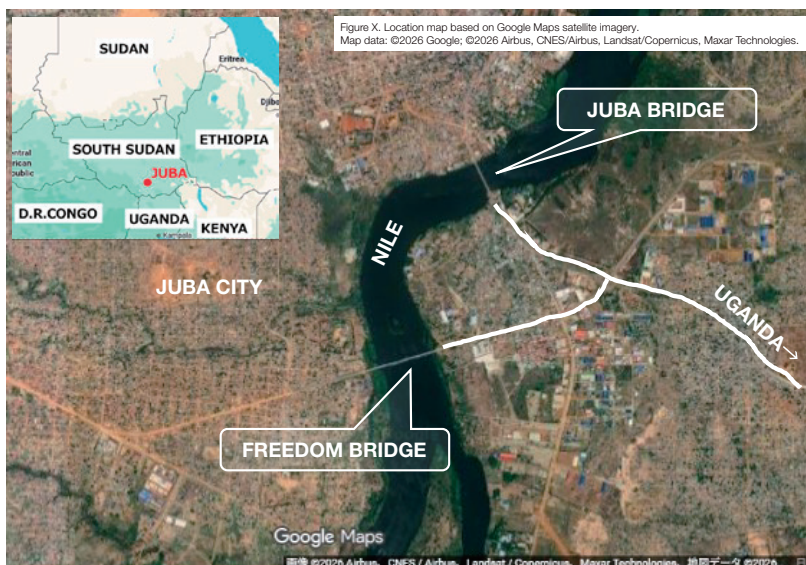 Figure X. Location map based on Google Maps satellite imagery.
Map data: ©2026 Google; ©2026 Airbus, CNES/Airbus, Landsat/Copernicus, Maxar Technologies.
SUDAN
Eritrea
Djibo
ETHIOPIA
SOUTH SUDAN
entral
rican
public
JUBA
D.R.CONGO
UGANDA
KENYA
Kampala
JUBA BRIDGE
NILE
JUBA CITY
UGANDA→
FREEDOM BRIDGE
Google Maps
画像 ©2026 Airbus、CNES / Airbus、Landsat / Copernicus、Maxar Technologies、地図データ ©2026